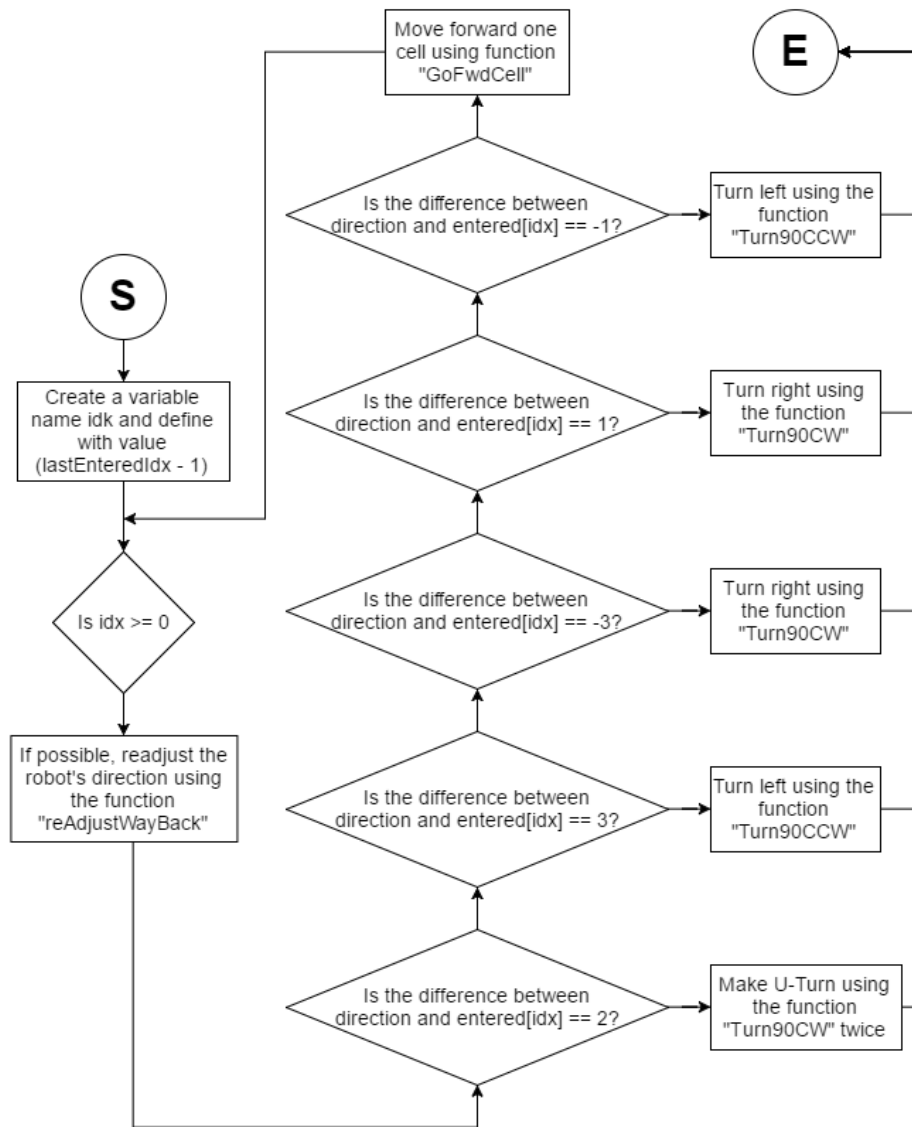 Move forward one
cell using function
"GoFwdCell"
E
Is the difference between
direction and entered[idx] == -1?
Turn left using the
function
"Turn90CCW"
S
Create a variable
name idk and define
with value
(lastEnteredIdx - 1)
Is the difference between
direction and entered[idx] == 1?
Turn right using
the function
"Turn90CW"
Is idx >= 0
Is the difference between
direction and entered[idx] == -3?
Turn right using
the function
"Turn90CW"
If possible, readjust the
robot's direction using
the function
"reAdjustWayBack"
Is the difference between
direction and entered[idx] == 3?
Turn left using the
function
"Turn90CCW"
Is the difference between
direction and entered[idx] == 2?
Make U-Turn using
the function
"Turn90CW" twice